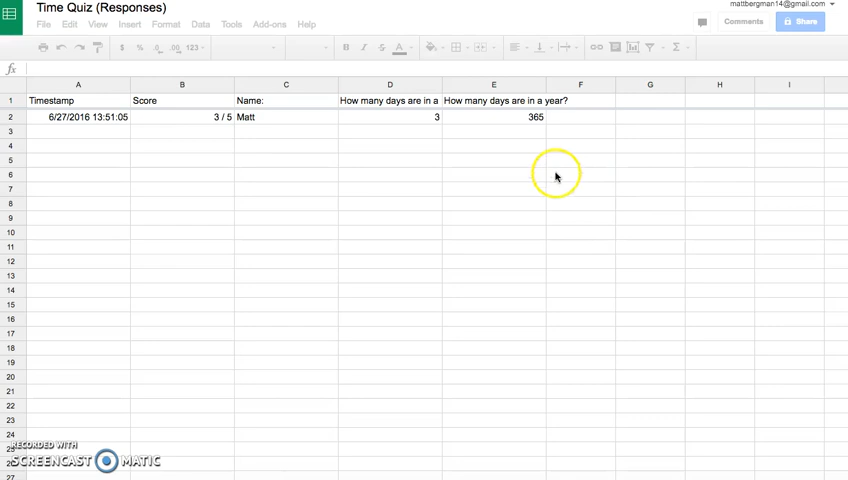 Time Quiz (Responses)
mattbergman14@gmail.com
File Edit View Insert Format Data Tools Add-ons Help
Comments Share
$ % .0 .00 123 B I S A Σ
fx
A B C D E F G H I
1 Timestamp Score Name: How many days are in a How many days are in a year?
2 6/27/2016 13:51:05 3 / 5 Matt 3 365
3
4
5
6
7
8
9
10
11
12
13
14
15
16
17
18
19
20
21
22
23
24
RECORDED WITH
SCREENCAST MATIC
27